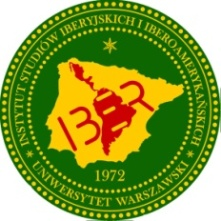 INSTYTUT STUDIÓW IBERYJSKICH I IBEROAMERYKAŃSKICH
IBER
1972
UNIWERSYTET WARSZAWSKI